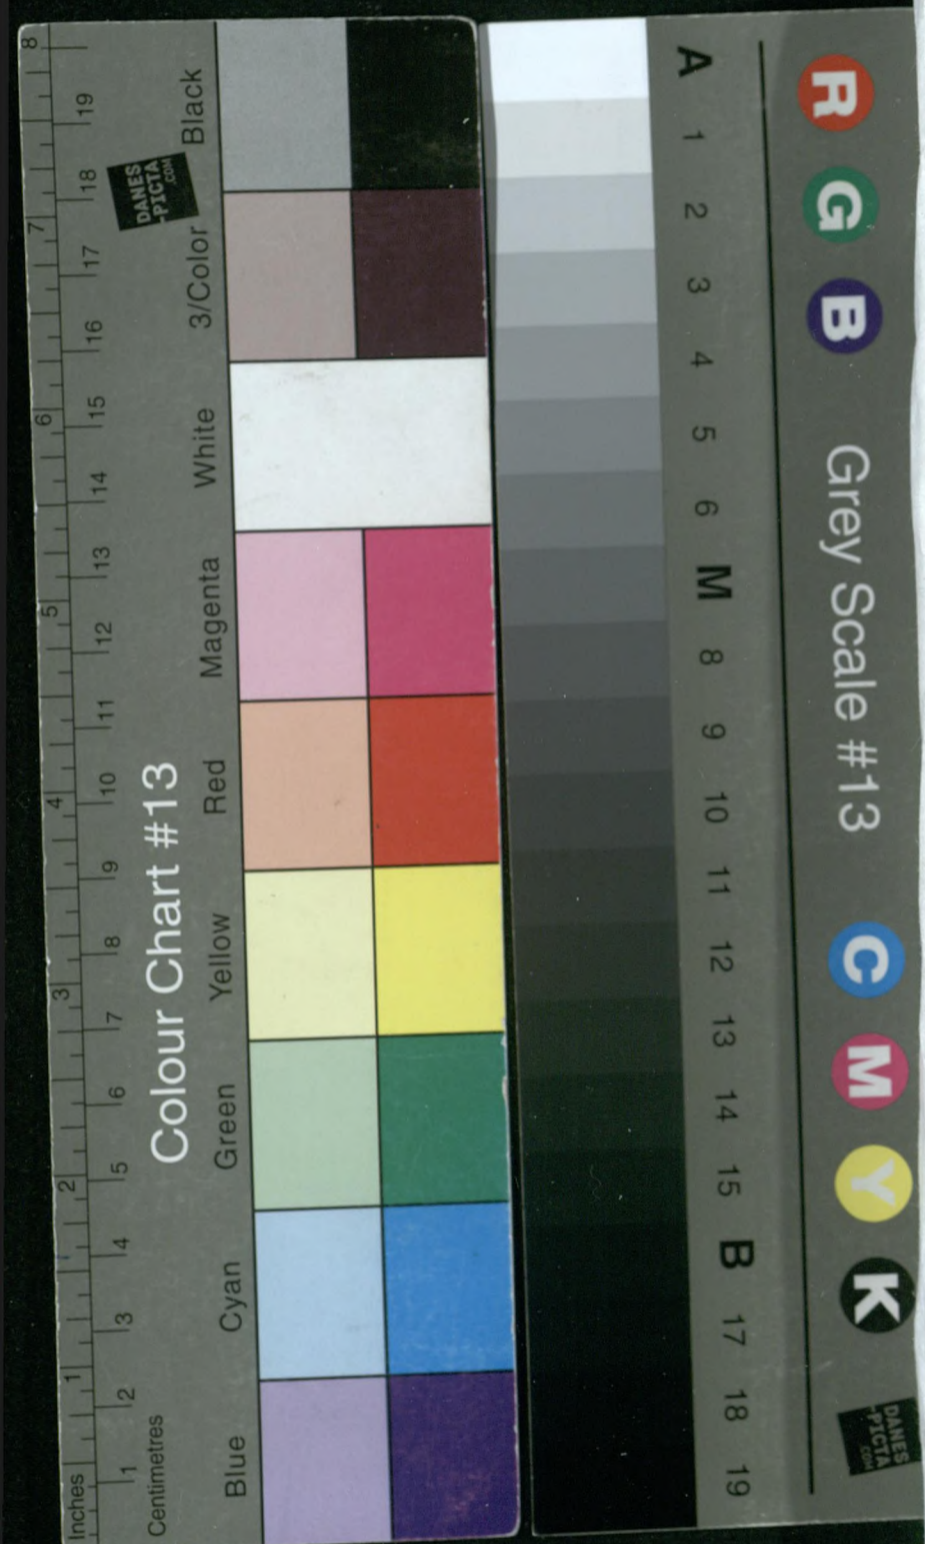 Colour Chart #13
Blue Cyan Green Yellow Red Magenta White 3/Color Black
Centimetres
1 2 3 4 5 6 7 8 9 10 11 12 13 14 15 16 17 18 19
Inches
1 2 3 4 5 6 7 8
DANES
-PICTA
.COM
R G B Grey Scale #13 C M Y K
A 1 2 3 4 5 6 M 8 9 10 11 12 13 14 15 B 17 18 19
DANES
-PICTA
.COM